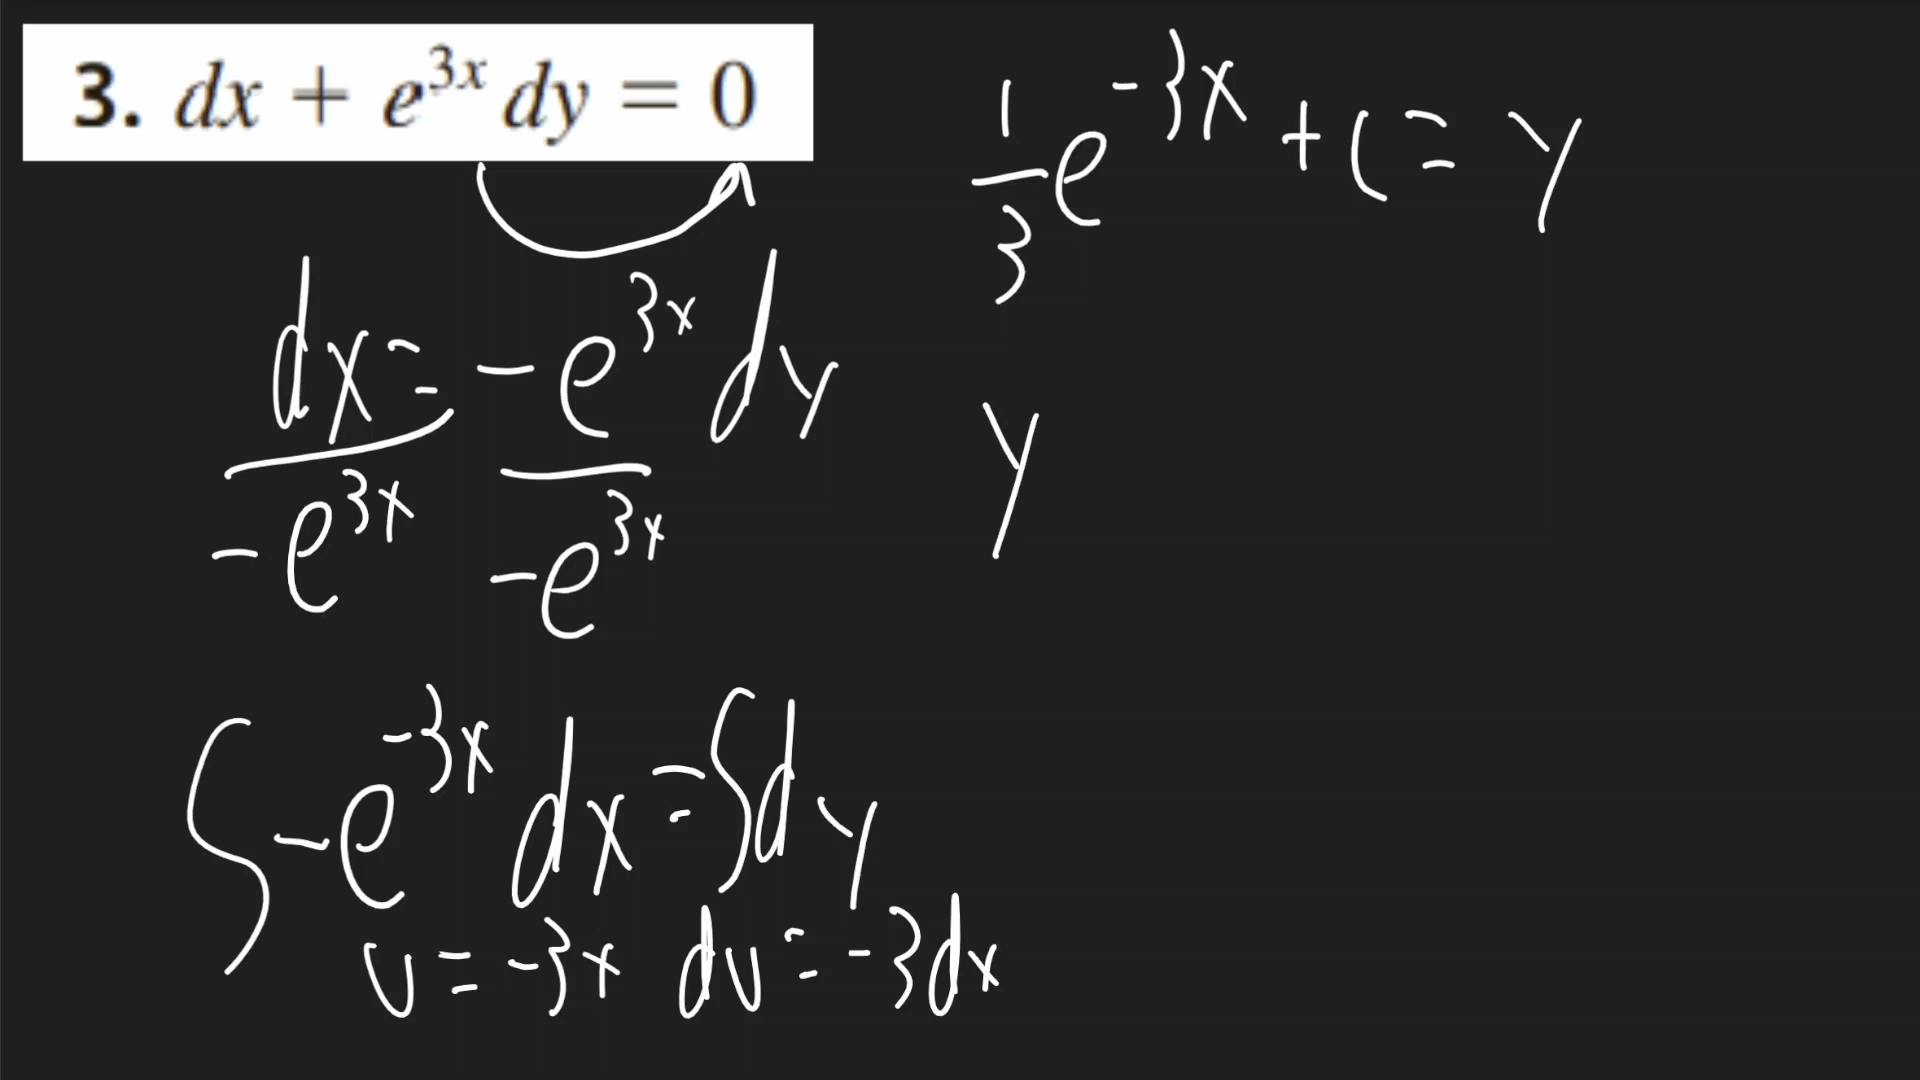 3. dx + e^{3x} dy = 0
dx = -e^{3x} dy
-e^{3x} -e^{3x}
∫ -e^{-3x} dx = ∫ dy
u = -3x du = -3dx
1/3 e^{-3x} + c = y
y